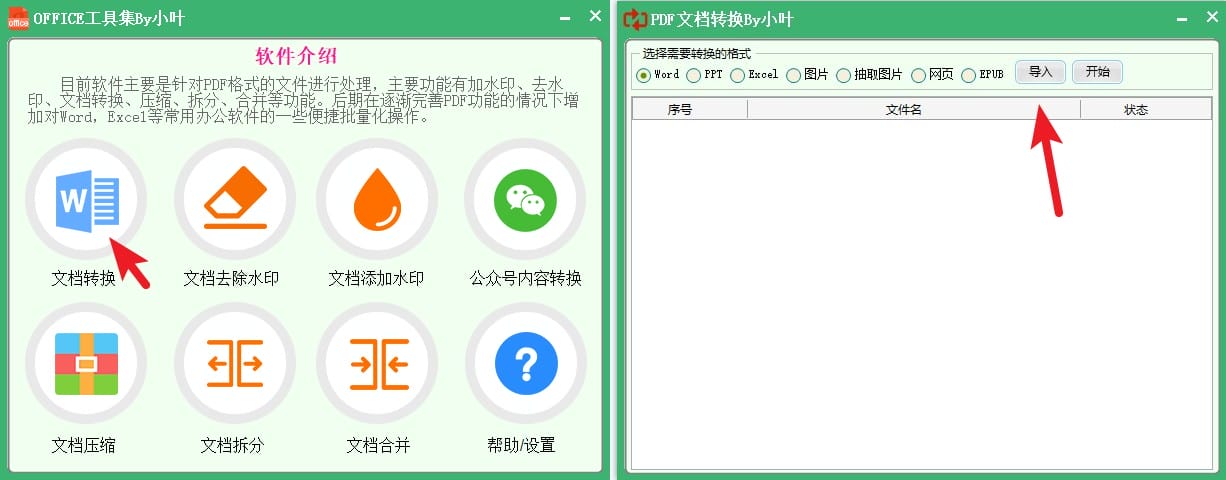 office
OFFICE工具集By小叶
软件介绍
目前软件主要是针对PDF格式的文件进行处理，主要功能有加水印、去水
印、文档转换、压缩、拆分、合并等功能。后期在逐渐完善PDF功能的情况下增
加对Word，Excel等常用办公软件的一些便捷批量化操作。
W
文档转换
文档去除水印
文档添加水印
公众号内容转换
?
文档压缩
文档拆分
文档合并
帮助/设置
PDF文档转换By小叶
选择需要转换的格式
Word PPT Excel 图片 抽取图片 网页 EPUB 导入 开始
序号 文件名 状态